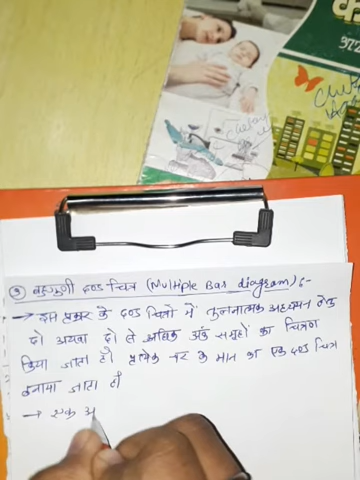 ③ बहुगुणी दण्ड चित्र (Multiple Bar diagram) :-
→ इस प्रकार के दण्ड चित्रों में तुलनात्मक अध्ययन हेतु
दो अथवा दो से अधिक अंक समूहों का चित्रण
किया जाता है। प्रत्येक चर के मान का एक दण्ड चित्र
बनाया जाता है।
→ एक अ